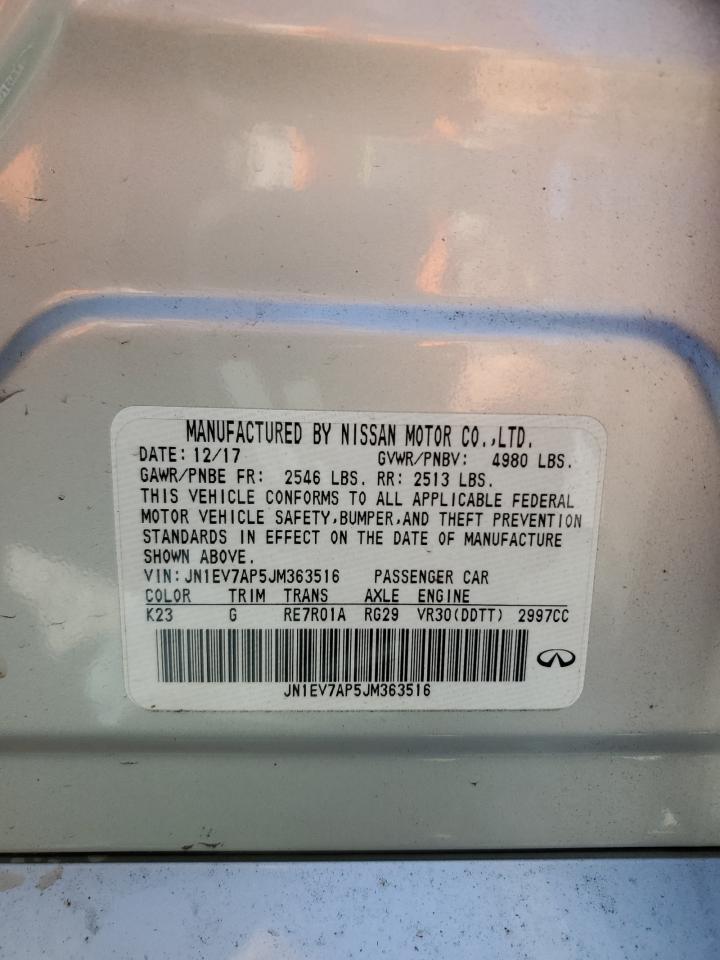 MANUFACTURED BY NISSAN MOTOR CO.,LTD.
DATE: 12/17 GVWR/PNBV: 4980 LBS.
GAWR/PNBE FR: 2546 LBS. RR: 2513 LBS.
THIS VEHICLE CONFORMS TO ALL APPLICABLE FEDERAL
MOTOR VEHICLE SAFETY,BUMPER,AND THEFT PREVENTION
STANDARDS IN EFFECT ON THE DATE OF MANUFACTURE
SHOWN ABOVE.
VIN:JN1EV7AP5JM363516 PASSENGER CAR
COLOR TRIM TRANS AXLE ENGINE
K23 G RE7R01A RG29 VR30(DDTT) 2997CC
JN1EV7AP5JM363516